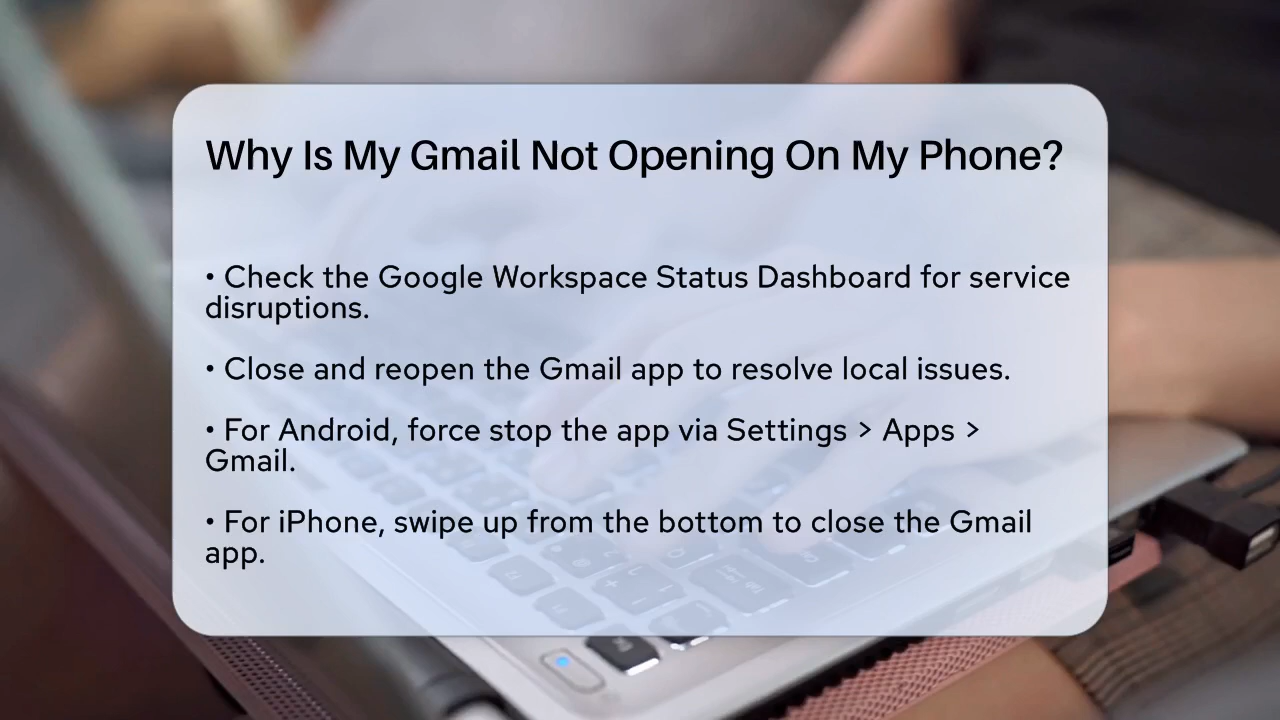 Why Is My Gmail Not Opening On My Phone?
• Check the Google Workspace Status Dashboard for service
disruptions.
• Close and reopen the Gmail app to resolve local issues.
• For Android, force stop the app via Settings > Apps >
Gmail.
• For iPhone, swipe up from the bottom to close the Gmail
app.